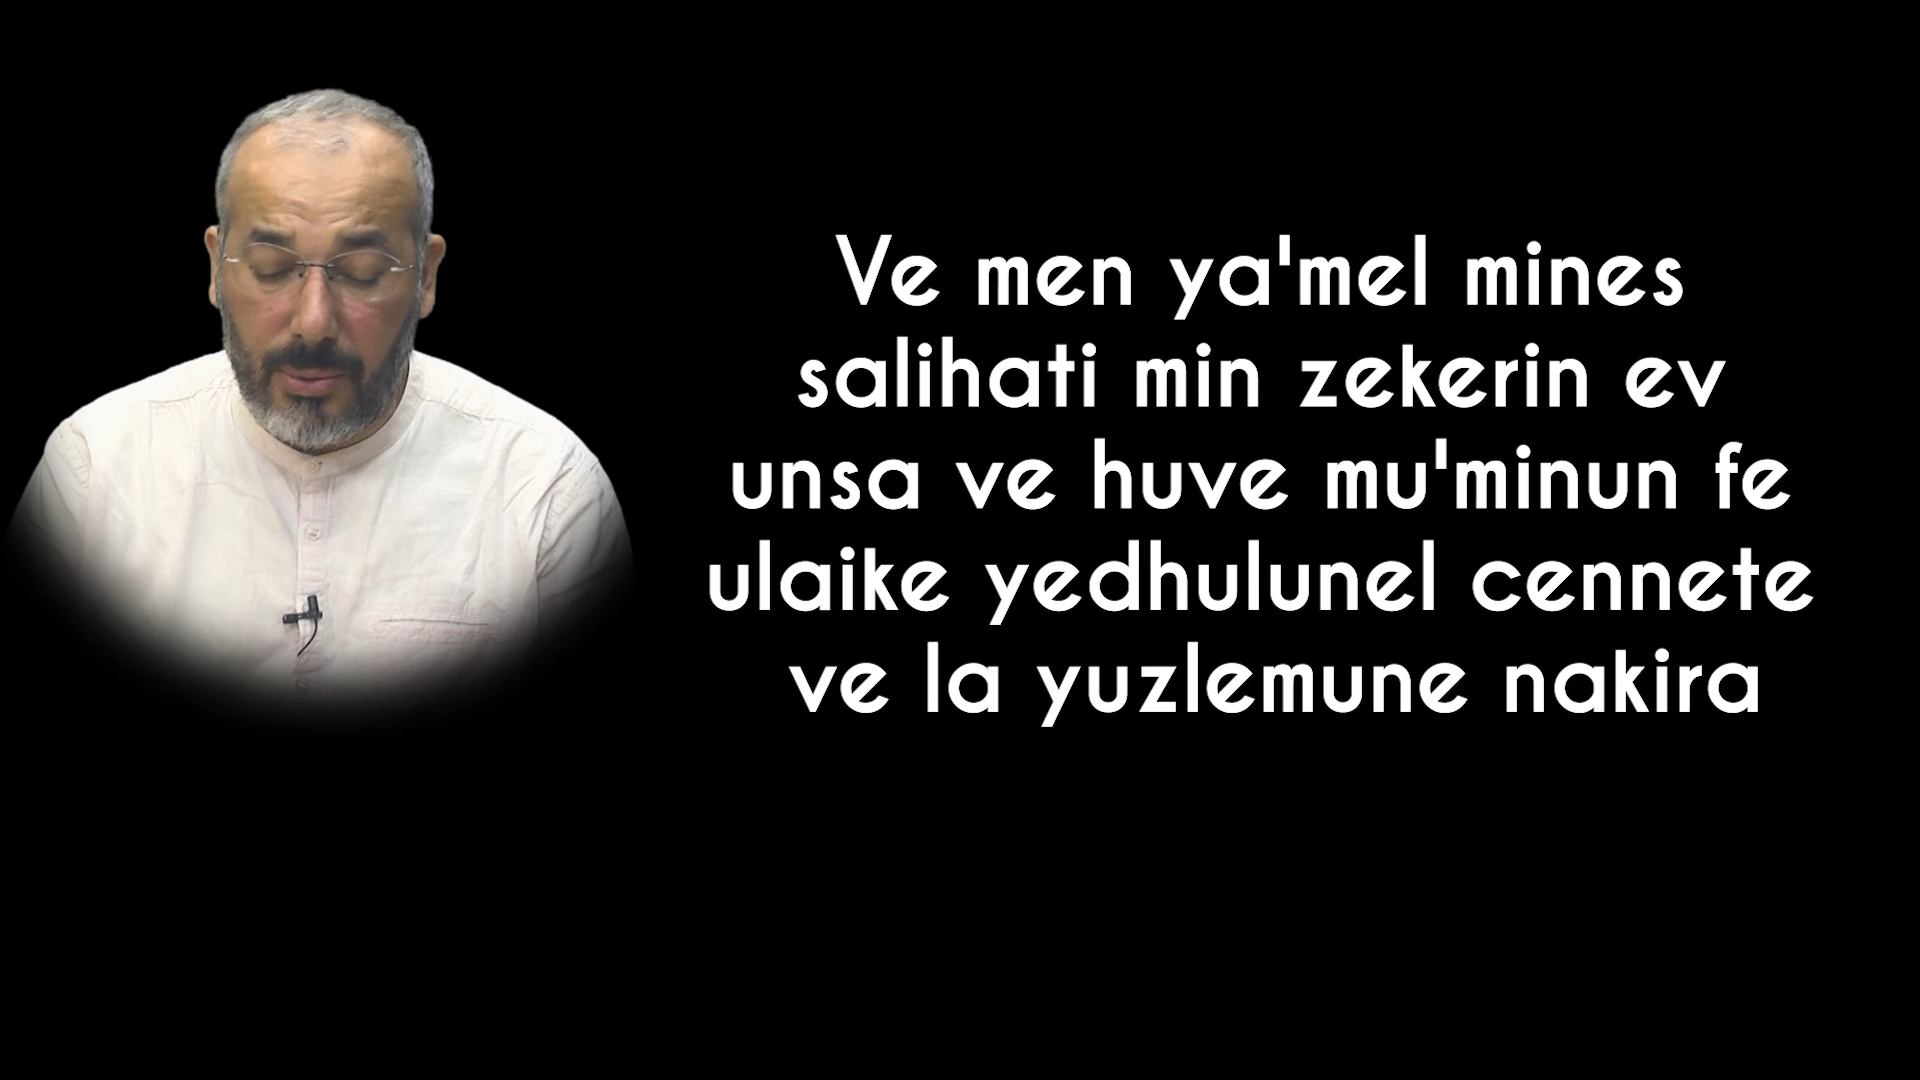 Ve men ya'mel mines
salihati min zekerin ev
unsa ve huve mu'minun fe
ulaike yedhulunel cennete
ve la yuzlemune nakira